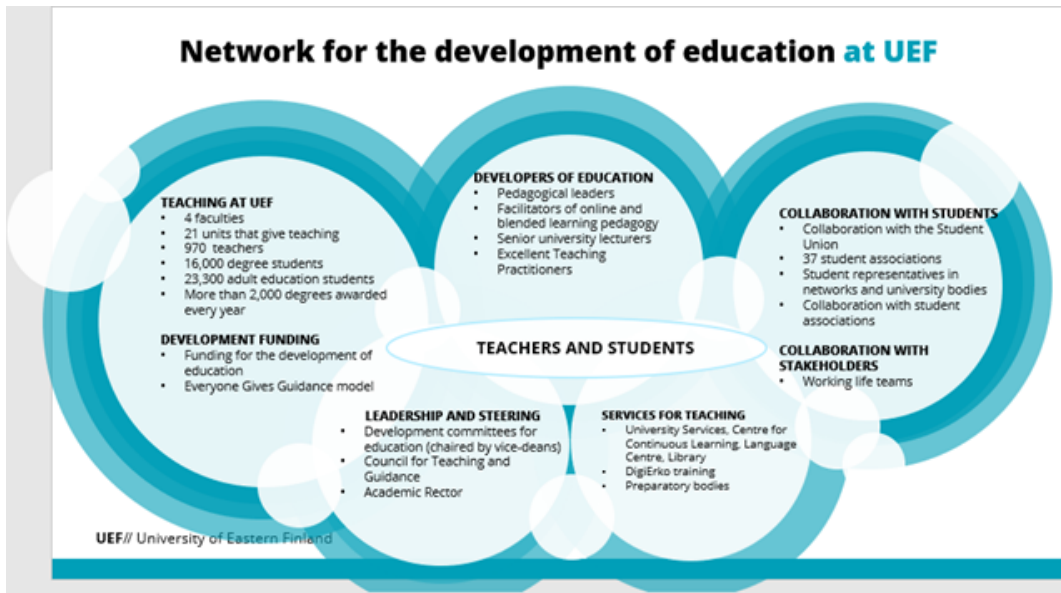 Network for the development of education at UEF
TEACHING AT UEF
• 4 faculties
• 21 units that give teaching
• 970 teachers
• 16,000 degree students
• 23,300 adult education students
• More than 2,000 degrees awarded
every year
DEVELOPMENT FUNDING
• Funding for the development of
education
• Everyone Gives Guidance model
DEVELOPERS OF EDUCATION
• Pedagogical leaders
• Facilitators of online and
blended learning pedagogy
• Senior university lecturers
• Excellent Teaching
Practitioners
COLLABORATION WITH STUDENTS
• Collaboration with the Student
Union
• 37 student associations
• Student representatives in
networks and university bodies
• Collaboration with student
associations
COLLABORATION WITH
STAKEHOLDERS
• Working life teams
TEACHERS AND STUDENTS
LEADERSHIP AND STEERING
• Development committees for
education (chaired by vice-deans)
• Council for Teaching and
Guidance
• Academic Rector
SERVICES FOR TEACHING
• University Services, Centre for
Continuous Learning, Language
Centre, Library
• DigiErko training
• Preparatory bodies
UEF// University of Eastern Finland